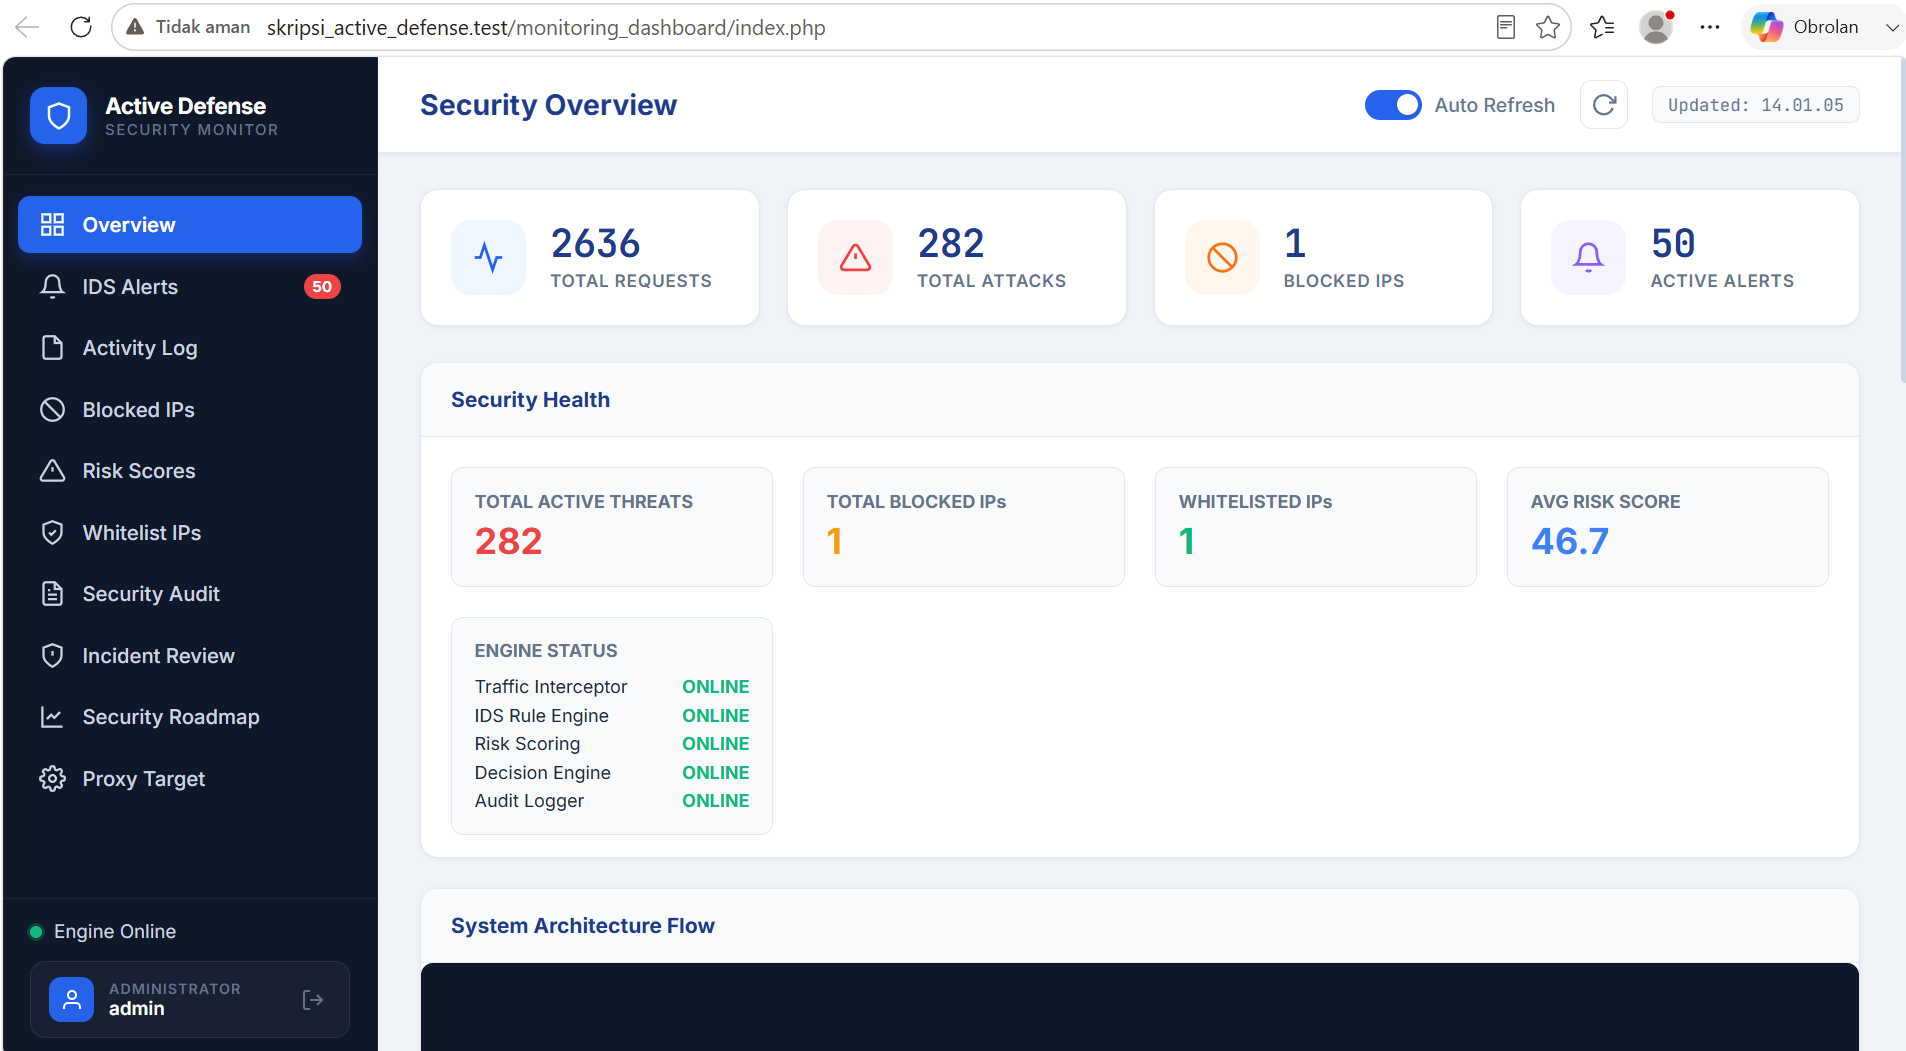 Tidak aman skripsi_active_defense.test/monitoring_dashboard/index.php
Obrolan
Active Defense
SECURITY MONITOR
Overview
IDS Alerts 50
Activity Log
Blocked IPs
Risk Scores
Whitelist IPs
Security Audit
Incident Review
Security Roadmap
Proxy Target
Engine Online
ADMINISTRATOR
admin
Security Overview
Auto Refresh
Updated: 14.01.05
2636
TOTAL REQUESTS
282
TOTAL ATTACKS
1
BLOCKED IPS
50
ACTIVE ALERTS
Security Health
TOTAL ACTIVE THREATS
282
TOTAL BLOCKED IPs
1
WHITELISTED IPs
1
AVG RISK SCORE
46.7
ENGINE STATUS
Traffic Interceptor ONLINE
IDS Rule Engine ONLINE
Risk Scoring ONLINE
Decision Engine ONLINE
Audit Logger ONLINE
System Architecture Flow